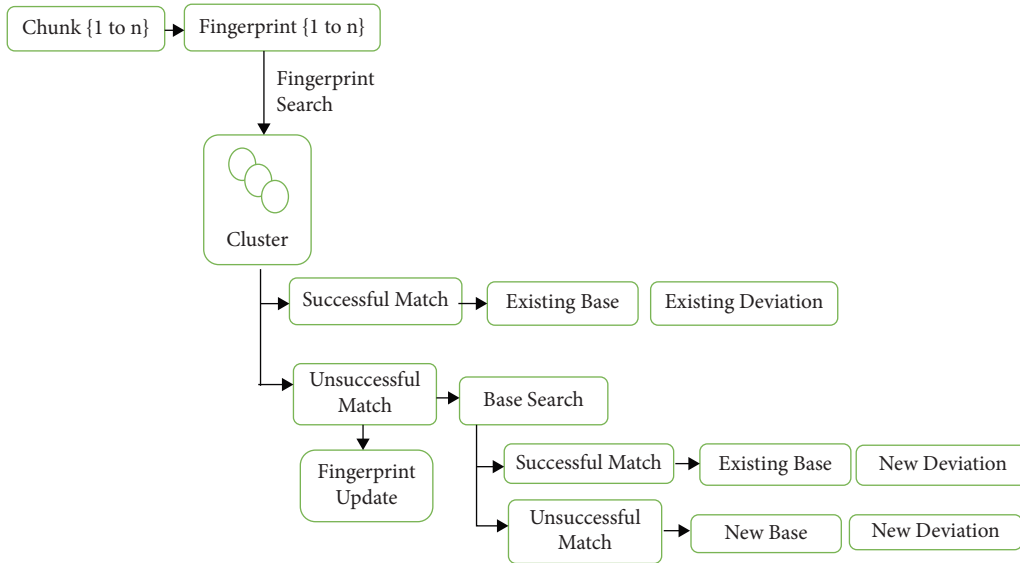 Chunk {1 to n}
Fingerprint {1 to n}
Fingerprint
Search
Cluster
Successful Match
Existing Base
Existing Deviation
Unsuccessful
Match
Base Search
Fingerprint
Update
Successful Match
Existing Base
New Deviation
Unsuccessful
Match
New Base
New Deviation